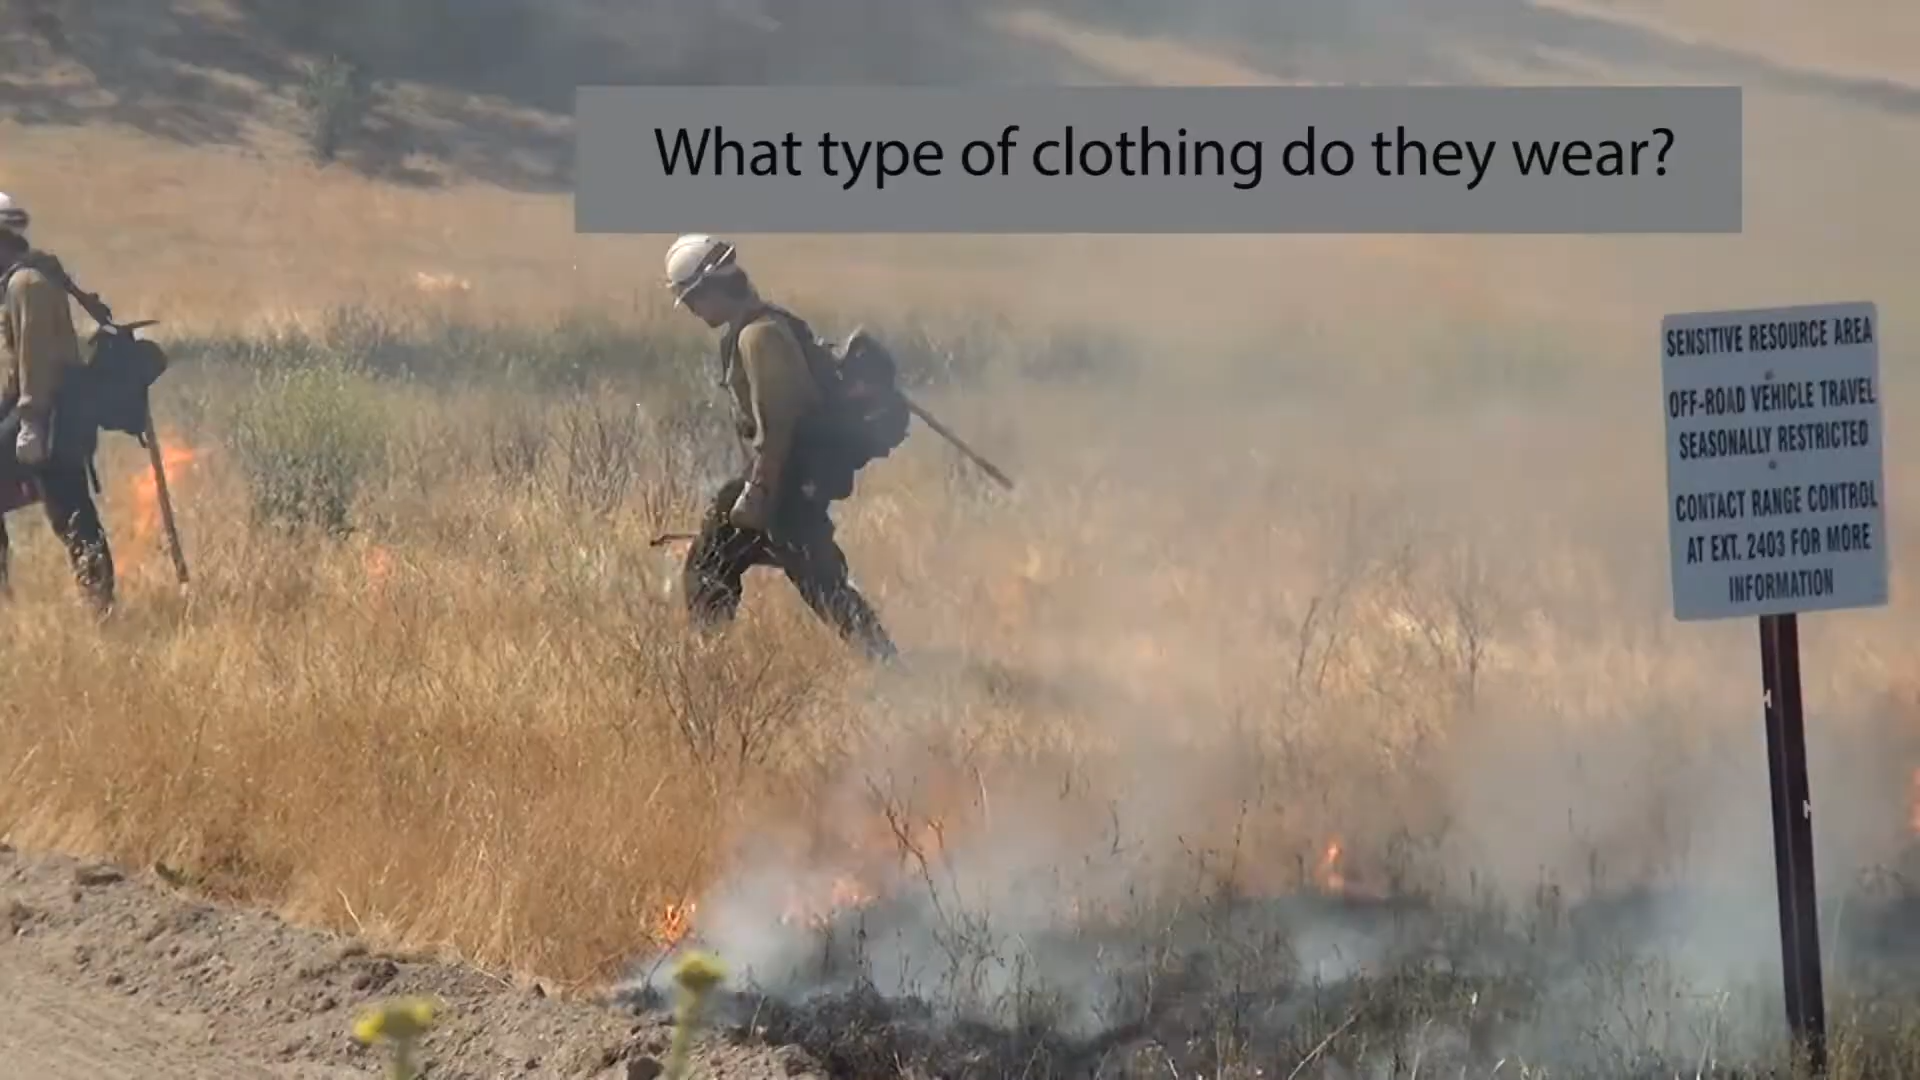 What type of clothing do they wear?
SENSITIVE RESOURCE AREA
OFF-ROAD VEHICLE TRAVEL
SEASONALLY RESTRICTED
CONTACT RANGE CONTROL
AT EXT. 2403 FOR MORE
INFORMATION